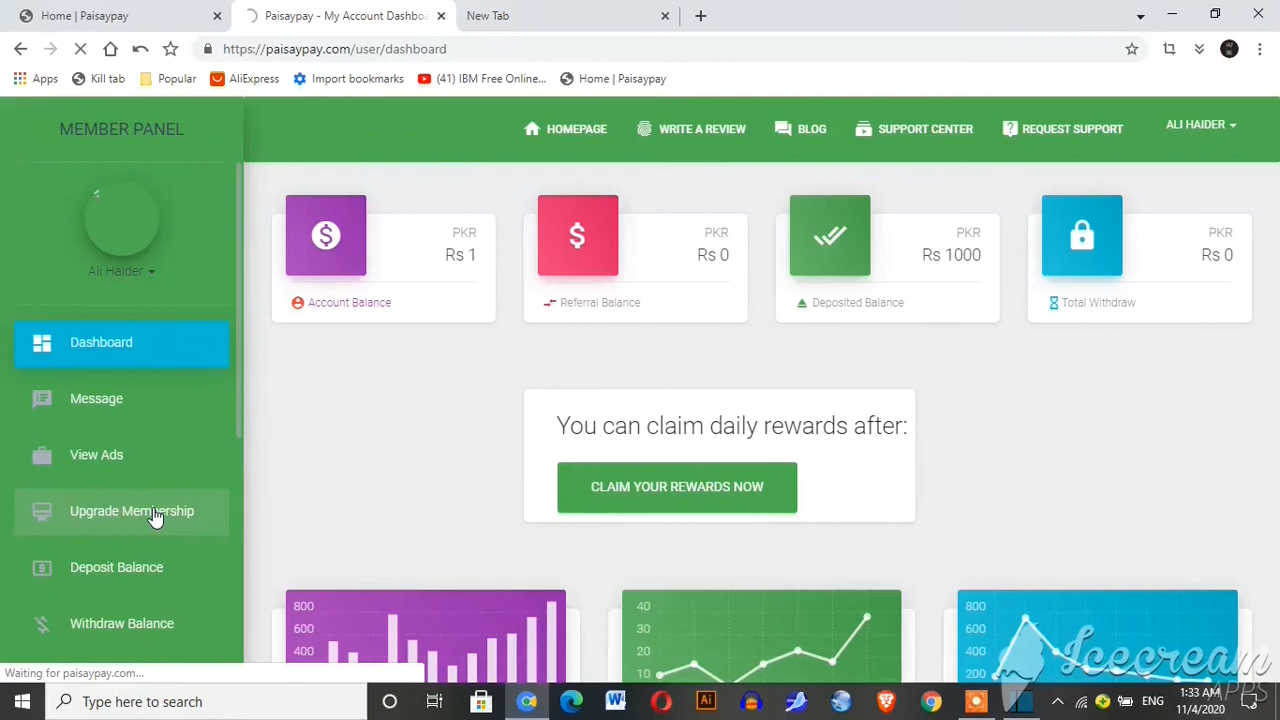 Home | Paisaypay
Paisaypay - My Account Dashboa
New Tab
https://paisaypay.com/user/dashboard
Apps
Kill tab
Popular
AliExpress
Import bookmarks
(41) IBM Free Online...
Home | Paisaypay
MEMBER PANEL
HOMEPAGE
WRITE A REVIEW
BLOG
SUPPORT CENTER
REQUEST SUPPORT
ALI HAIDER
Ali Haider
PKR
Rs 1
Account Balance
PKR
Rs 0
Referral Balance
PKR
Rs 1000
Deposited Balance
PKR
Rs 0
Total Withdraw
Dashboard
Message
View Ads
Upgrade Membership
Deposit Balance
Withdraw Balance
You can claim daily rewards after:
CLAIM YOUR REWARDS NOW
800
600
400
40
30
20
10
800
600
400
200
Waiting for paisaypay.com...
Icecream
APPS
Type here to search
ENG
1:33 AM
11/4/2020